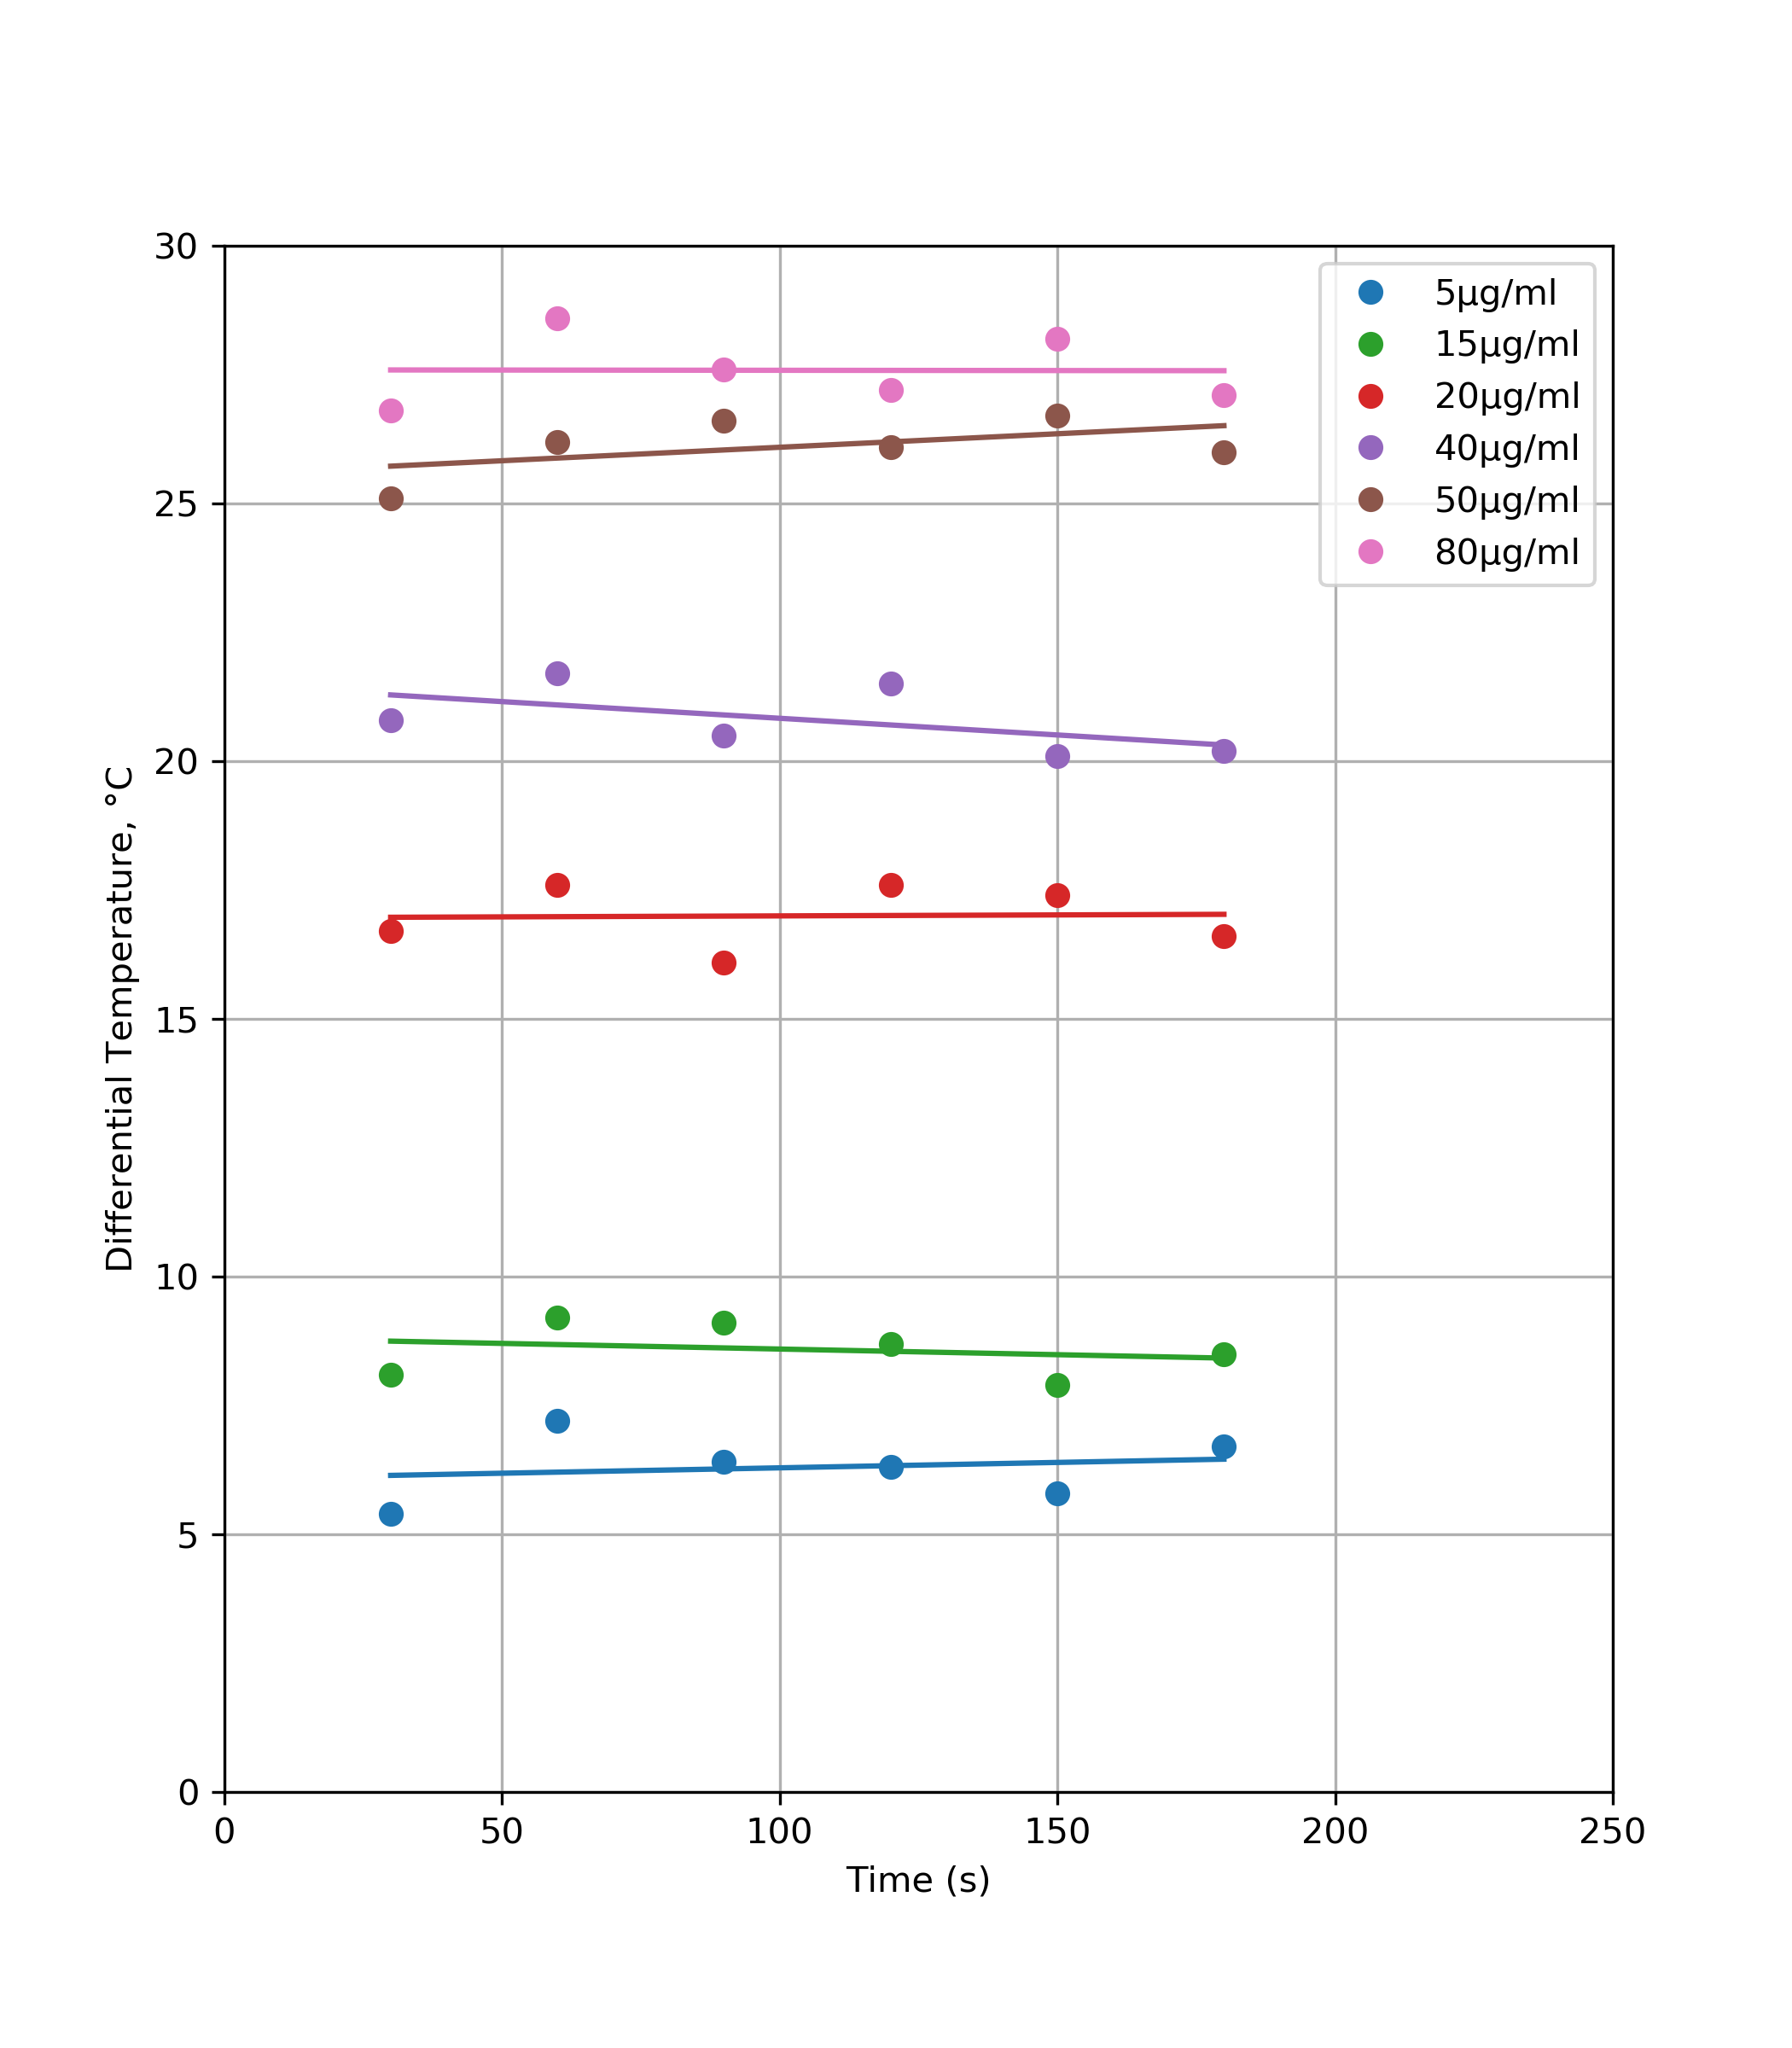 30
25
20
15
10
5
0
Differential Temperature, °C
5µg/ml
15µg/ml
20µg/ml
40µg/ml
50µg/ml
80µg/ml
0 50 100 150 200 250
Time (s)